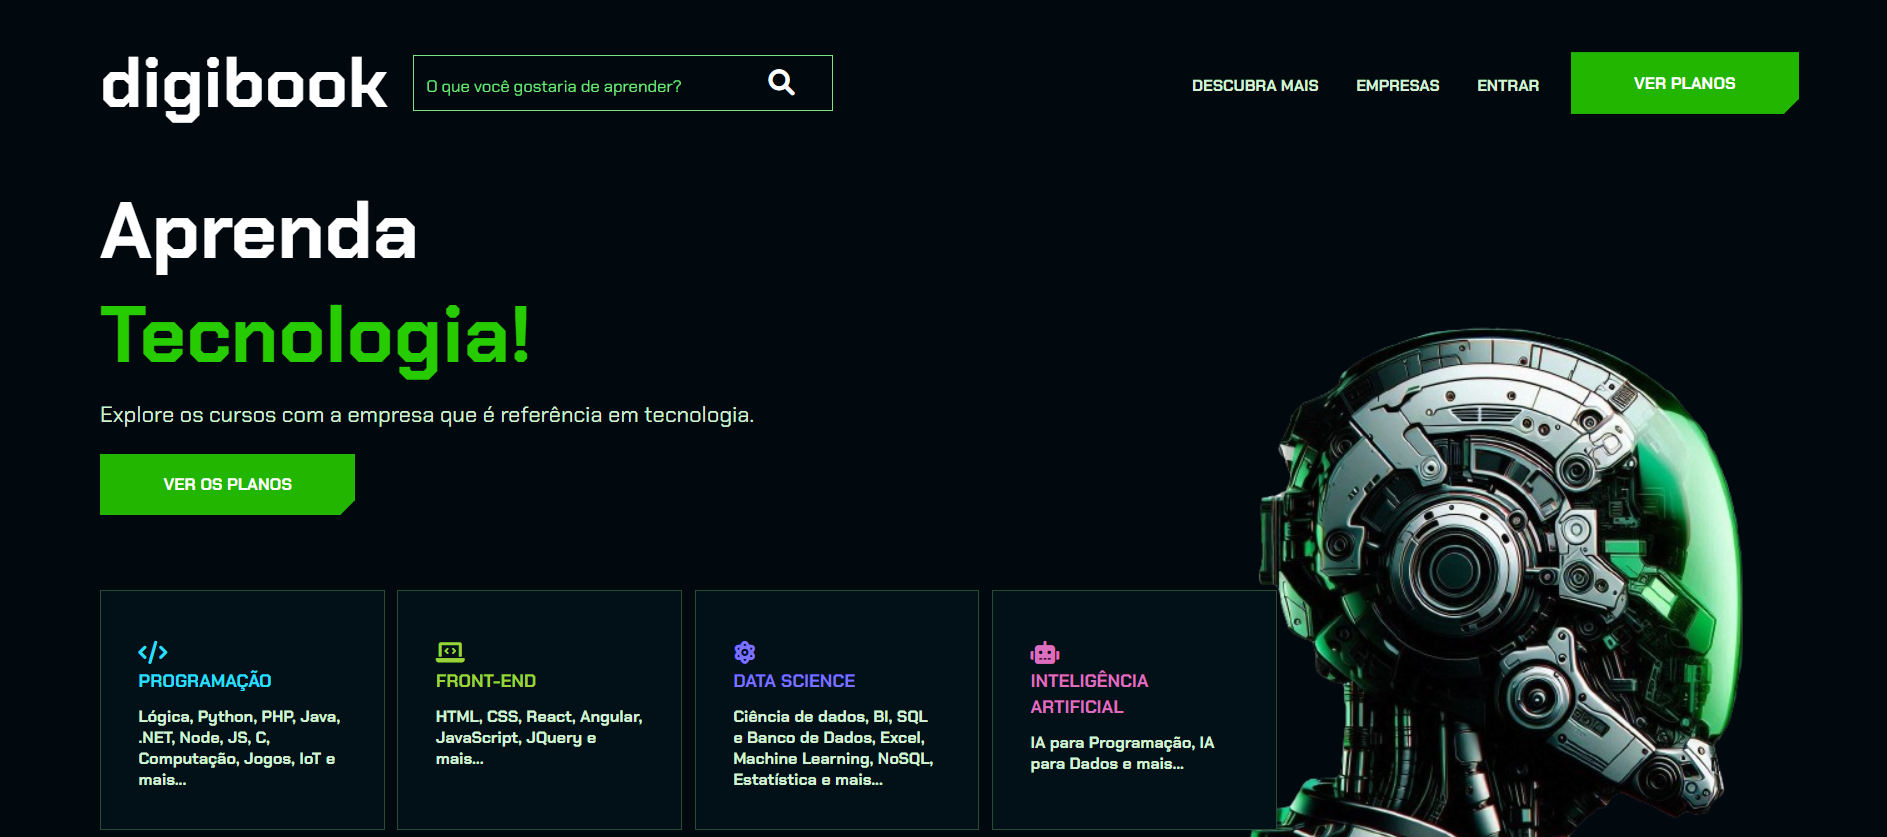 digibook
O que você gostaria de aprender?
DESCUBRA MAIS
EMPRESAS
ENTRAR
VER PLANOS
Aprenda
Tecnologia!
Explore os cursos com a empresa que é referência em tecnologia.
VER OS PLANOS
PROGRAMAÇÃO
Lógica, Python, PHP, Java,
.NET, Node, JS, C,
Computação, Jogos, IoT e
mais...
FRONT-END
HTML, CSS, React, Angular,
JavaScript, JQuery e
mais...
DATA SCIENCE
Ciência de dados, BI, SQL
e Banco de Dados, Excel,
Machine Learning, NoSQL,
Estatística e mais...
INTELIGÊNCIA
ARTIFICIAL
IA para Programação, IA
para Dados e mais...